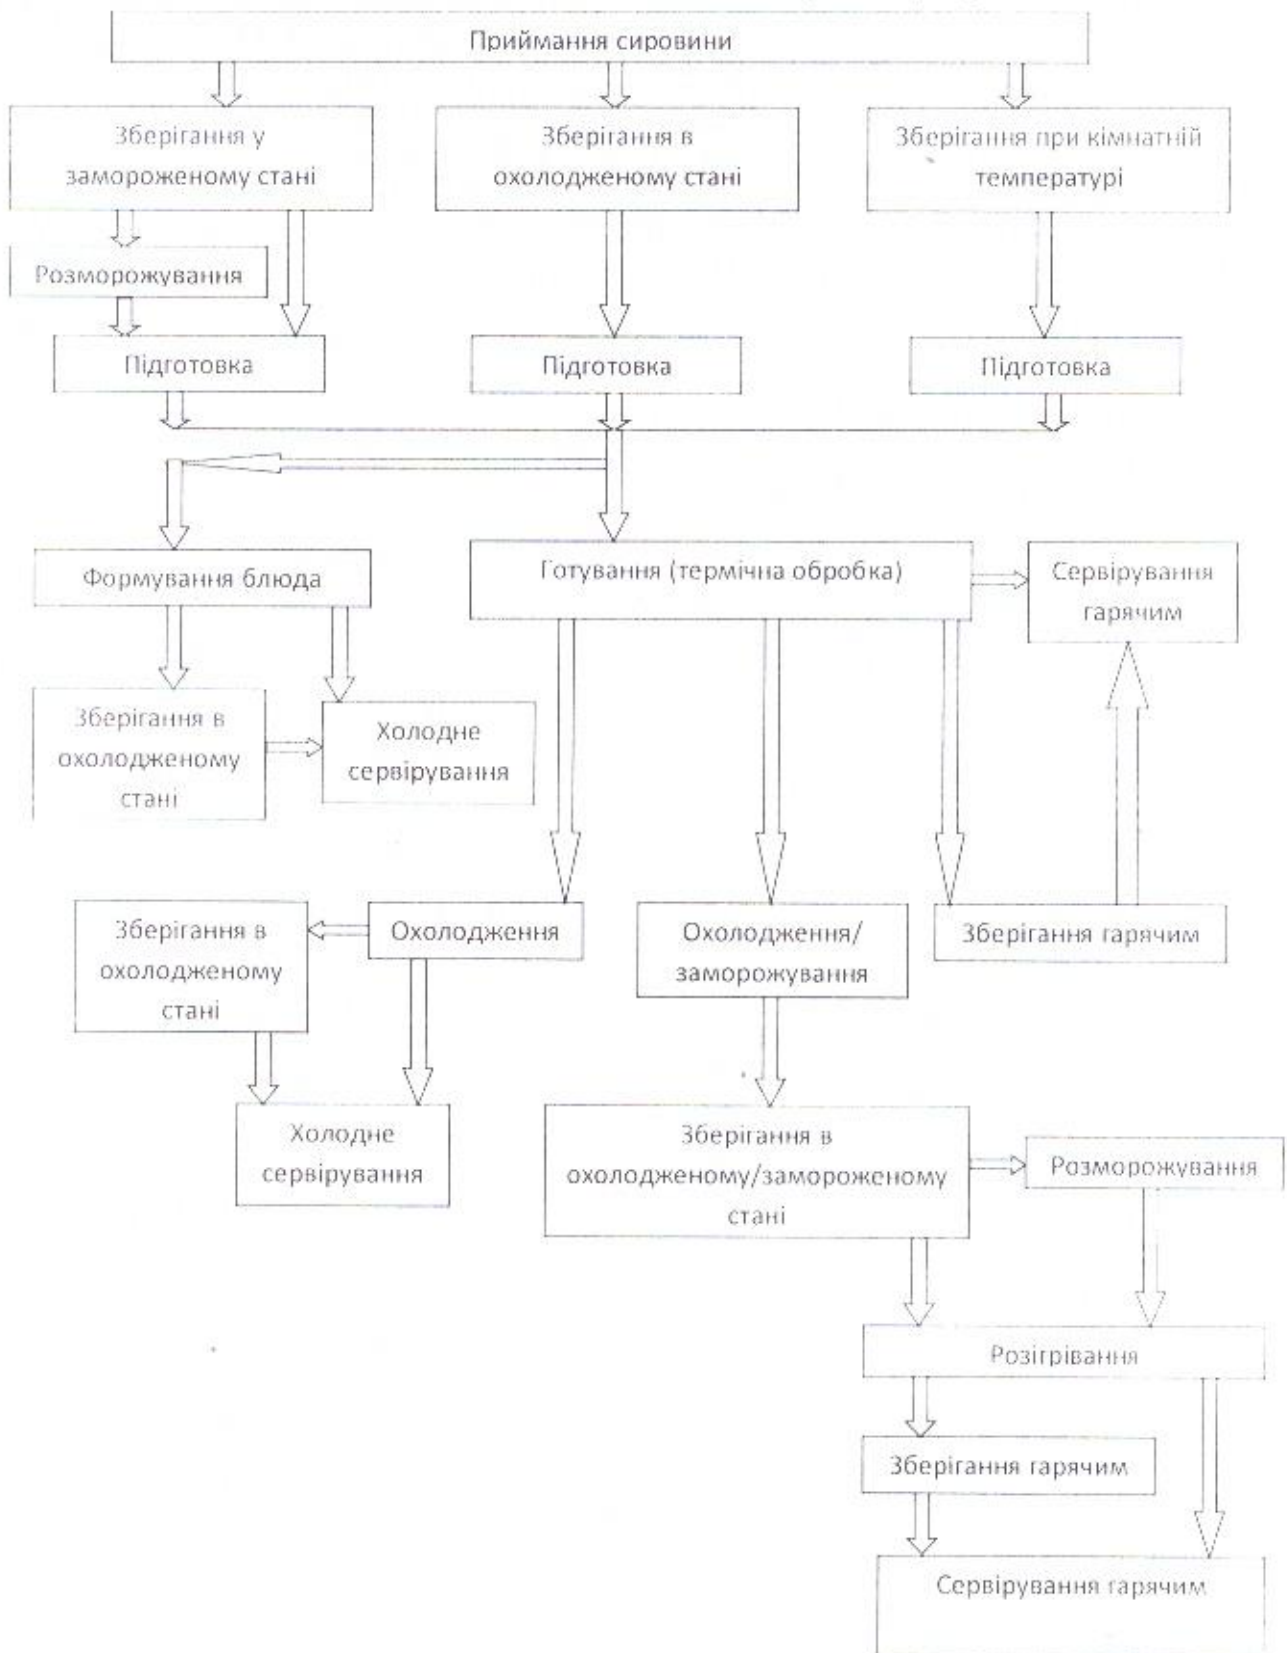 Приймання сировини
Зберігання у
замороженому стані
Зберігання в
охолодженому стані
Зберігання при кімнатній
температурі
Розморожування
Підготовка
Підготовка
Підготовка
Формування блюда
Готування (термічна обробка)
Сервірування
гарячим
Зберігання в
охолодженому
стані
Холодне
сервірування
Зберігання в
охолодженому
стані
Охолодження
Охолодження/
заморожування
Зберігання гарячим
Холодне
сервірування
Зберігання в
охолодженому/замороженому
стані
Розморожування
Розігрівання
Зберігання гарячим
Сервірування гарячим